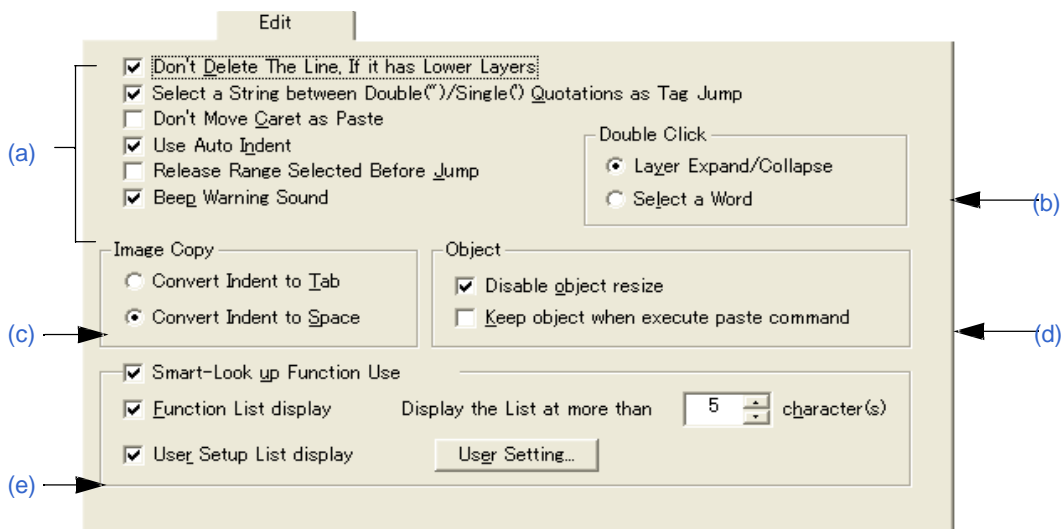 Edit
Don't Delete The Line, If it has Lower Layers
Select a String between Double(")/Single(') Quotations as Tag Jump
Don't Move Caret as Paste
Use Auto Indent
Release Range Selected Before Jump
Beep Warning Sound
(a)
Double Click
Layer Expand/Collapse
Select a Word
(b)
Image Copy
Convert Indent to Tab
Convert Indent to Space
(c)
Object
Disable object resize
Keep object when execute paste command
(d)
Smart-Look up Function Use
Function List display Display the List at more than 5 character(s)
User Setup List display User Setting...
(e)